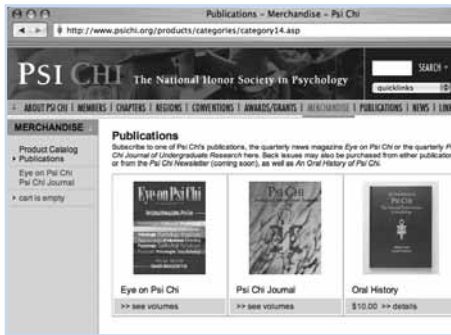 Publications – Merchandise – Psi Chi
http://www.psichi.org/products/categories/category14.asp
PSI CHI The National Honor Society in Psychology
SEARCH
quicklinks
ABOUT PSI CHI | MEMBERS | CHAPTERS | REGIONS | CONVENTIONS | AWARDS/GRANTS | MERCHANDISE | PUBLICATIONS | NEWS | LIN
MERCHANDISE
Product Catalog
Publications
Eye on Psi Chi
Psi Chi Journal
cart is empty
Publications
Subscribe to one of Psi Chi's publications, the quarterly news magazine Eye on Psi Chi or the quarterly P
Chi Journal of Undergraduate Research here. Back issues may also be purchased from either publication
or from the Psi Chi Newsletter (coming soon), as well as An Oral History of Psi Chi.
Eye on Psi Chi
PSI CHI
PSI CHI
Eye on Psi Chi
Psi Chi Journal
Oral History
>> see volumes
>> see volumes
$10.00 >> details